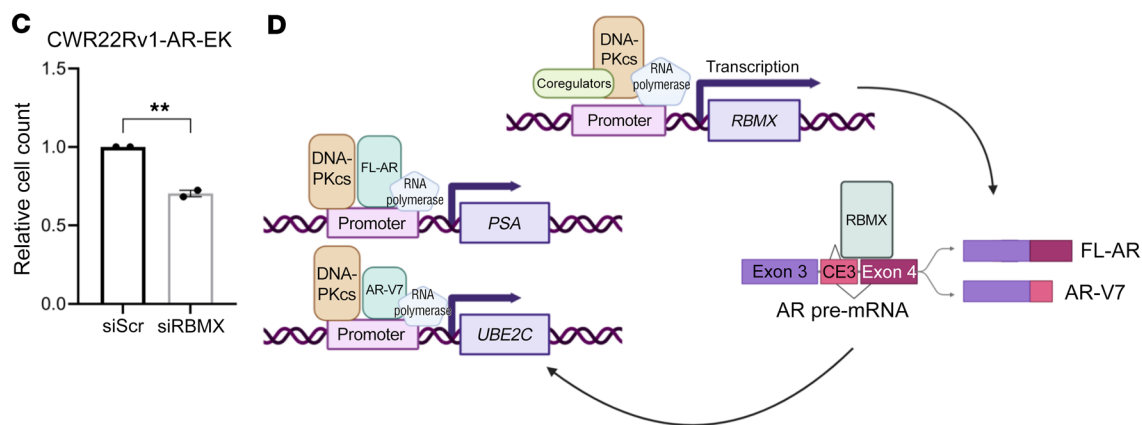 C
CWR22Rv1-AR-EK
Relative cell count
1.5
1.0
0.5
0.0
**
siScr
siRBMX
D
DNA-
PKcs
Coregulators
RNA
polymerase
Transcription
Promoter
RBMX
DNA-
PKcs
FL-AR
RNA
polymerase
Promoter
PSA
DNA-
PKcs
AR-V7
RNA
polymerase
Promoter
UBE2C
RBMX
Exon 3
CE3
Exon 4
AR pre-mRNA
FL-AR
AR-V7